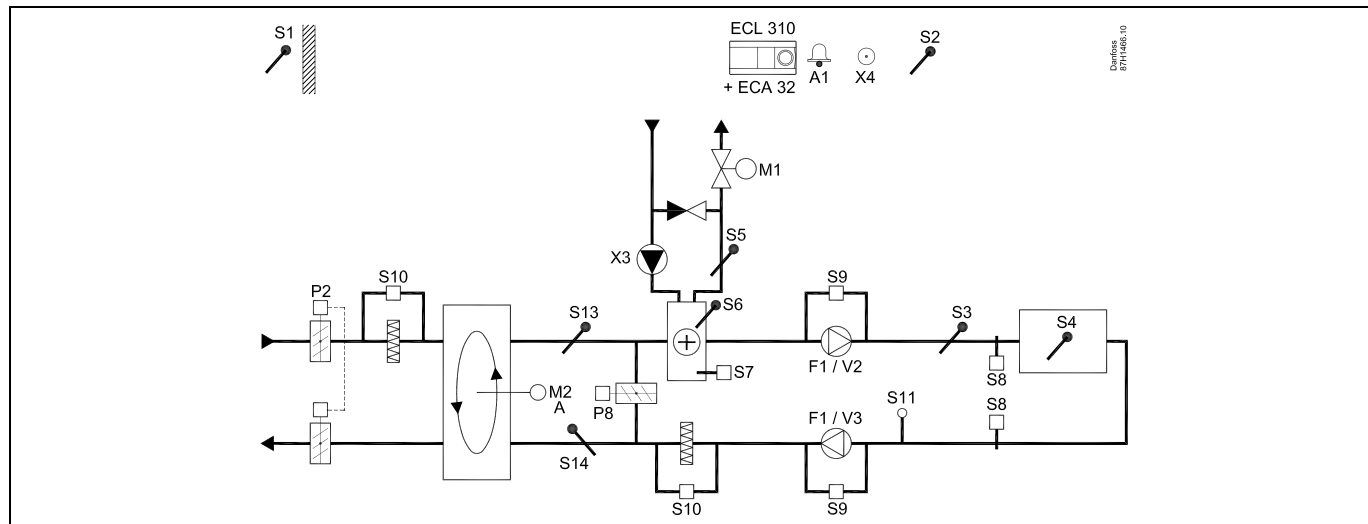 S1
ECL 310
S2
Danfoss
87H1466.10
A1
X4
+ ECA 32
M1
S5
X3
S10
S9
P2
S6
S13
S3
S4
F1 / V2
S7
S8
M2
A
P8
S11
S8
F1 / V3
S14
S10
S9